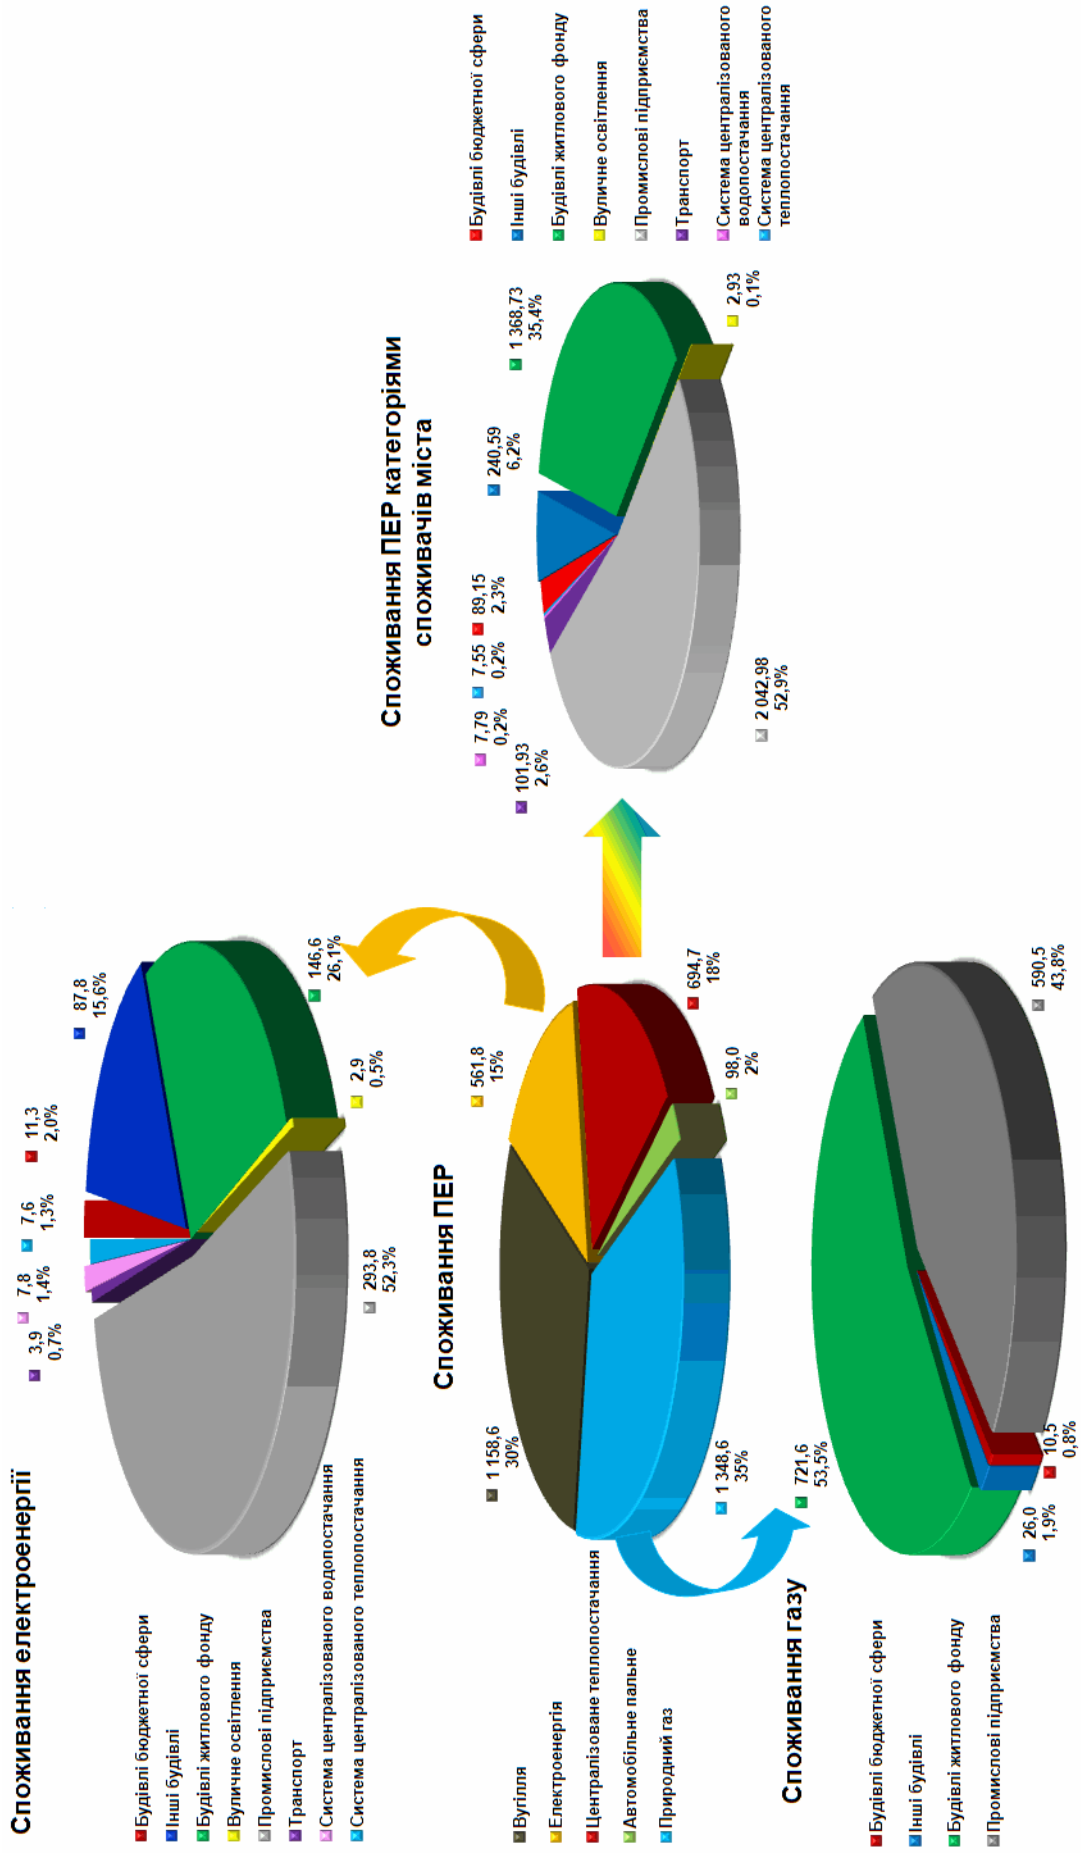 Споживання електроенергії
Будівлі бюджетної сфери
Інші будівлі
Будівлі житлового фонду
Вуличне освітлення
Промислові підприємства
Транспорт
Система централізованого водопостачання
Система централізованого теплопостачання
3,9
0,7%
7,8
1,4%
7,6
1,3%
11,3
2,0%
87,8
15,6%
146,6
26,1%
2,9
0,5%
293,8
52,3%
Споживання ПЕР
Вугілля
Електроенергія
Централізоване теплопостачання
Автомобільне пальне
Природний газ
1 158,6
30%
561,8
15%
694,7
18%
98,0
2%
1 348,6
35%
Споживання газу
Будівлі бюджетної сфери
Інші будівлі
Будівлі житлового фонду
Промислові підприємства
721,6
53,5%
590,5
43,8%
10,5
0,8%
26,0
1,9%
Споживання ПЕР категоріями
споживачів міста
101,93
2,6%
7,79
0,2%
7,55
0,2%
89,15
2,3%
240,59
6,2%
1 368,73
35,4%
2,93
0,1%
2 042,98
52,9%
Будівлі бюджетної сфери
Інші будівлі
Будівлі житлового фонду
Вуличне освітлення
Промислові підприємства
Транспорт
Система централізованого
водопостачання
Система централізованого
теплопостачання